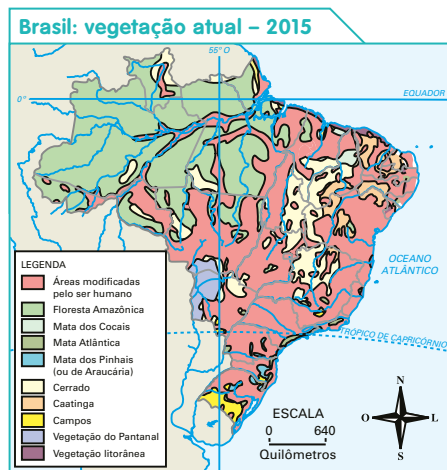 Brasil: vegetação atual – 2015
55° O
0°
EQUADOR
OCEANO
ATLÂNTICO
TRÓPICO DE CAPRICÓRNIO
LEGENDA
Áreas modificadas
pelo ser humano
Floresta Amazônica
Mata dos Cocais
Mata Atlântica
Mata dos Pinhais
(ou de Araucária)
Cerrado
Caatinga
Campos
Vegetação do Pantanal
Vegetação litorânea
ESCALA
0 640
Quilômetros
N
O L
S